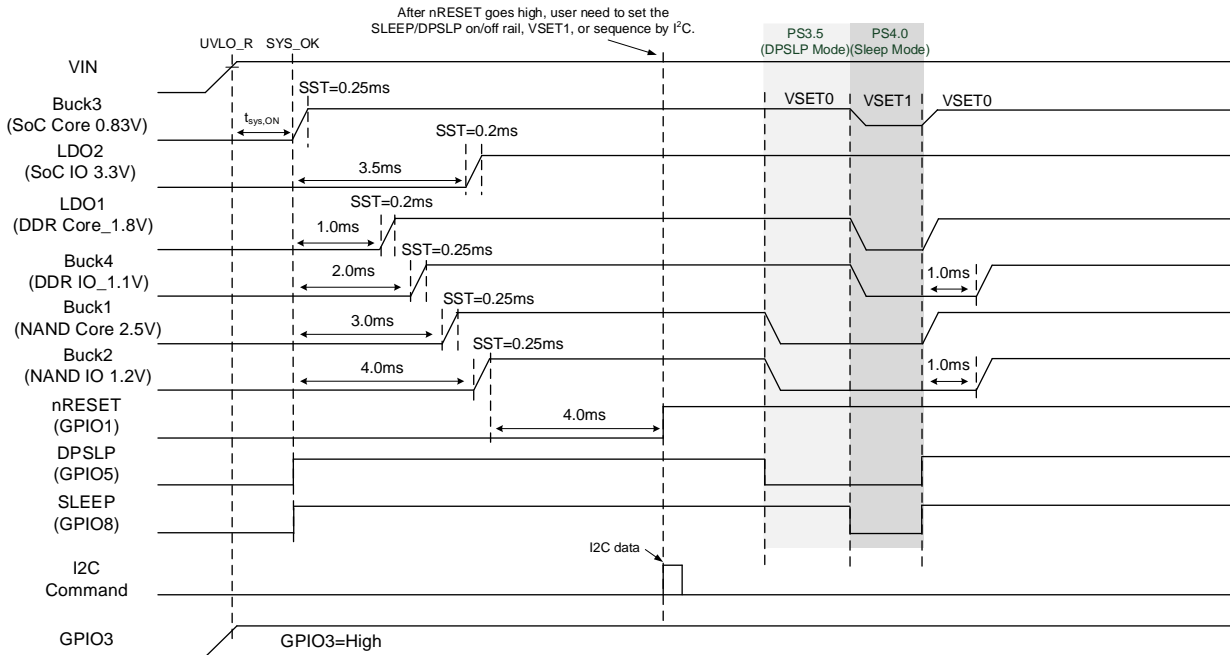 After nRESET goes high, user need to set the
SLEEP/DPSLP on/off rail, VSET1, or sequence by I²C.
PS3.5 PS4.0
(DPSLP Mode)(Sleep Mode)
UVLO_R SYS_OK
VIN
SST=0.25ms
Buck3
(SoC Core 0.83V)
tsys,ON
VSET0 VSET1 VSET0
LDO2
(SoC IO 3.3V)
SST=0.2ms
3.5ms
LDO1
(DDR Core_1.8V)
SST=0.2ms
1.0ms
Buck4
(DDR IO_1.1V)
SST=0.25ms
2.0ms
1.0ms
Buck1
(NAND Core 2.5V)
SST=0.25ms
3.0ms
Buck2
(NAND IO 1.2V)
SST=0.25ms
4.0ms
1.0ms
nRESET
(GPIO1)
4.0ms
DPSLP
(GPIO5)
SLEEP
(GPIO8)
I2C data
I2C
Command
GPIO3
GPIO3=High